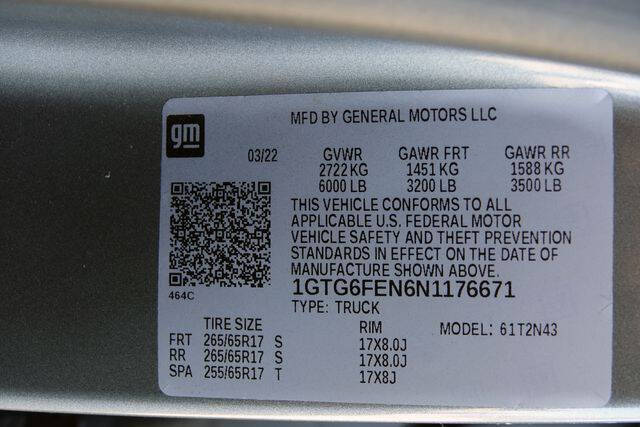 gm
MFD BY GENERAL MOTORS LLC
03/22 GVWR GAWR FRT GAWR RR
2722 KG 1451 KG 1588 KG
6000 LB 3200 LB 3500 LB
THIS VEHICLE CONFORMS TO ALL
APPLICABLE U.S. FEDERAL MOTOR
VEHICLE SAFETY AND THEFT PREVENTION
STANDARDS IN EFFECT ON THE DATE OF
MANUFACTURE SHOWN ABOVE.
464C 1GTG6FEN6N1176671
TYPE: TRUCK
TIRE SIZE RIM MODEL: 61T2N43
FRT 265/65R17 S 17X8.0J
RR 265/65R17 S 17X8.0J
SPA 255/65R17 T 17X8J